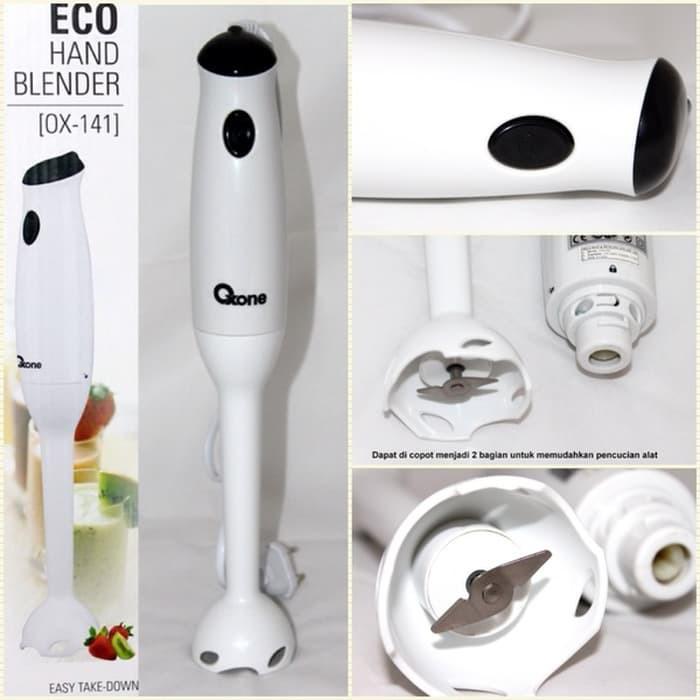 ECO
HAND
BLENDER
[OX-141]
Oxone
Oxone
EASY TAKE-DOWN
CE
Dapat di copot menjadi 2 bagian untuk memudahkan pencucian alat